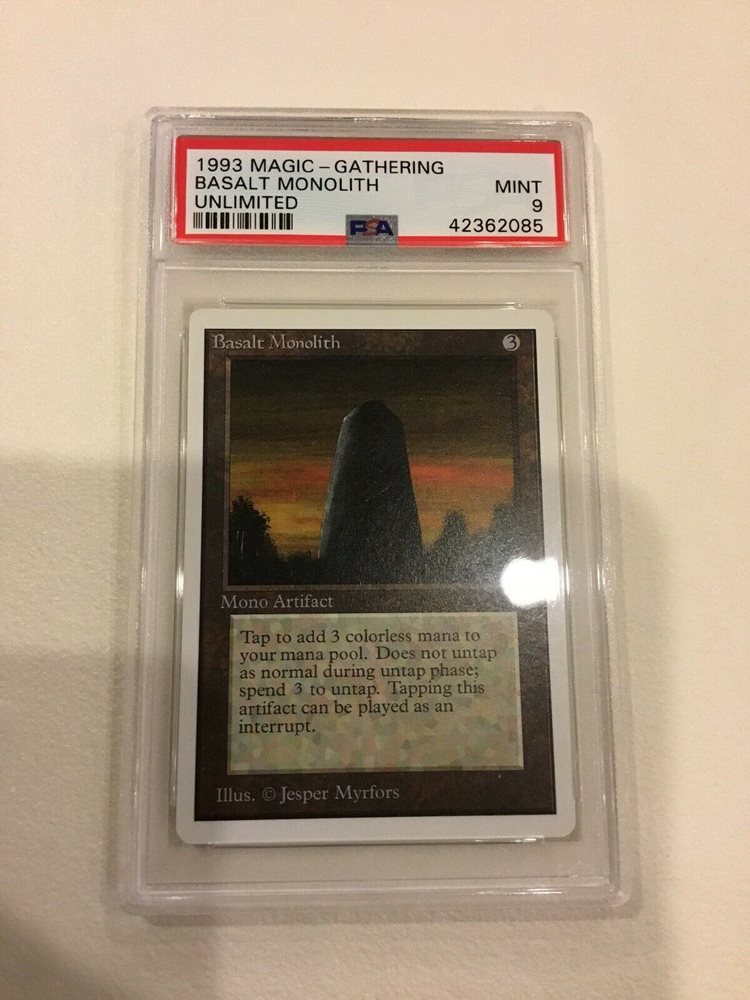 1993 MAGIC – GATHERING
BASALT MONOLITH MINT
UNLIMITED 9
PSA 42362085
Basalt Monolith 3
Mono Artifact
Tap to add 3 colorless mana to
your mana pool. Does not untap
as normal during untap phase;
spend 3 to untap. Tapping this
artifact can be played as an
interrupt.
Illus. © Jesper Myrfors